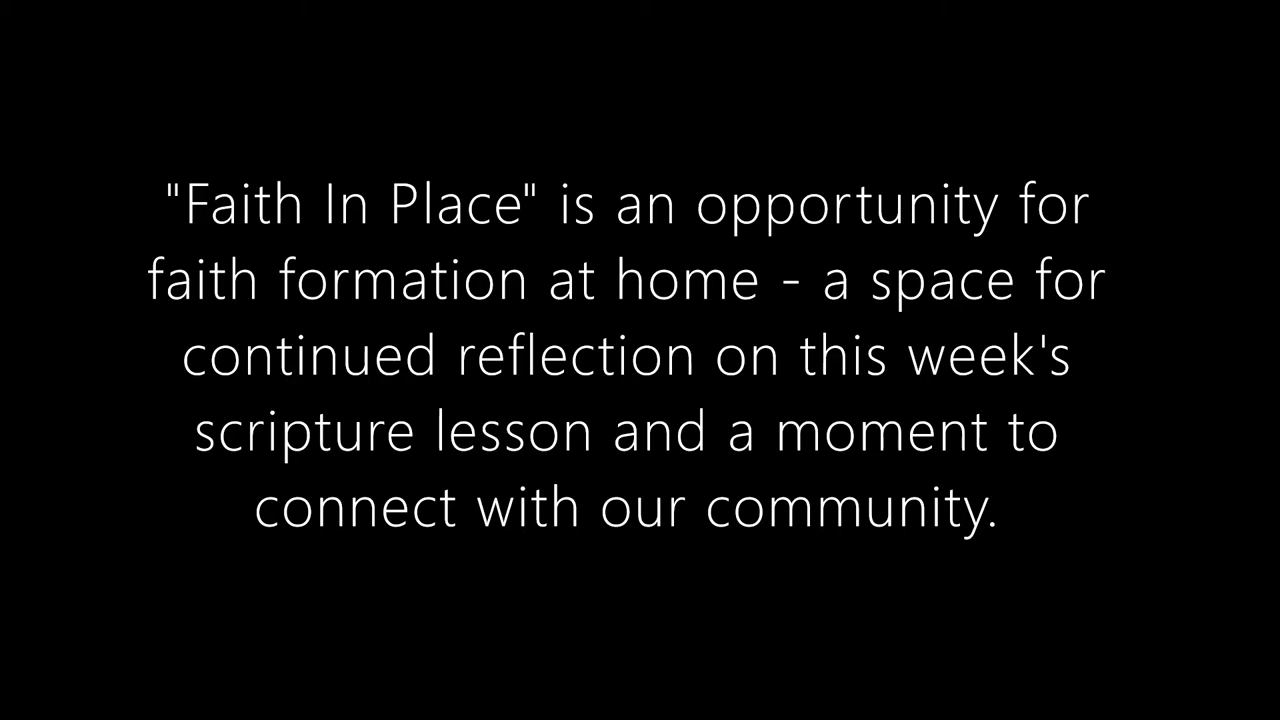 "Faith In Place" is an opportunity for
faith formation at home - a space for
continued reflection on this week's
scripture lesson and a moment to
connect with our community.